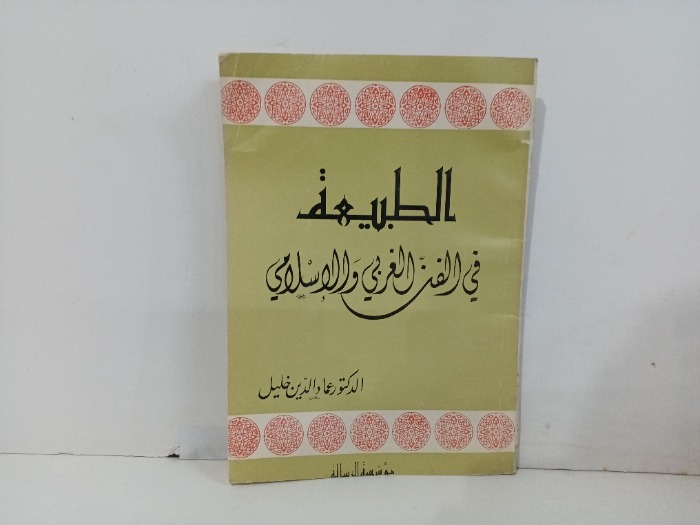 الطبيعة
في الفنّ الغربي والإسلامي
الدكتور عماد الدين خليل
مؤسسة الرسالة